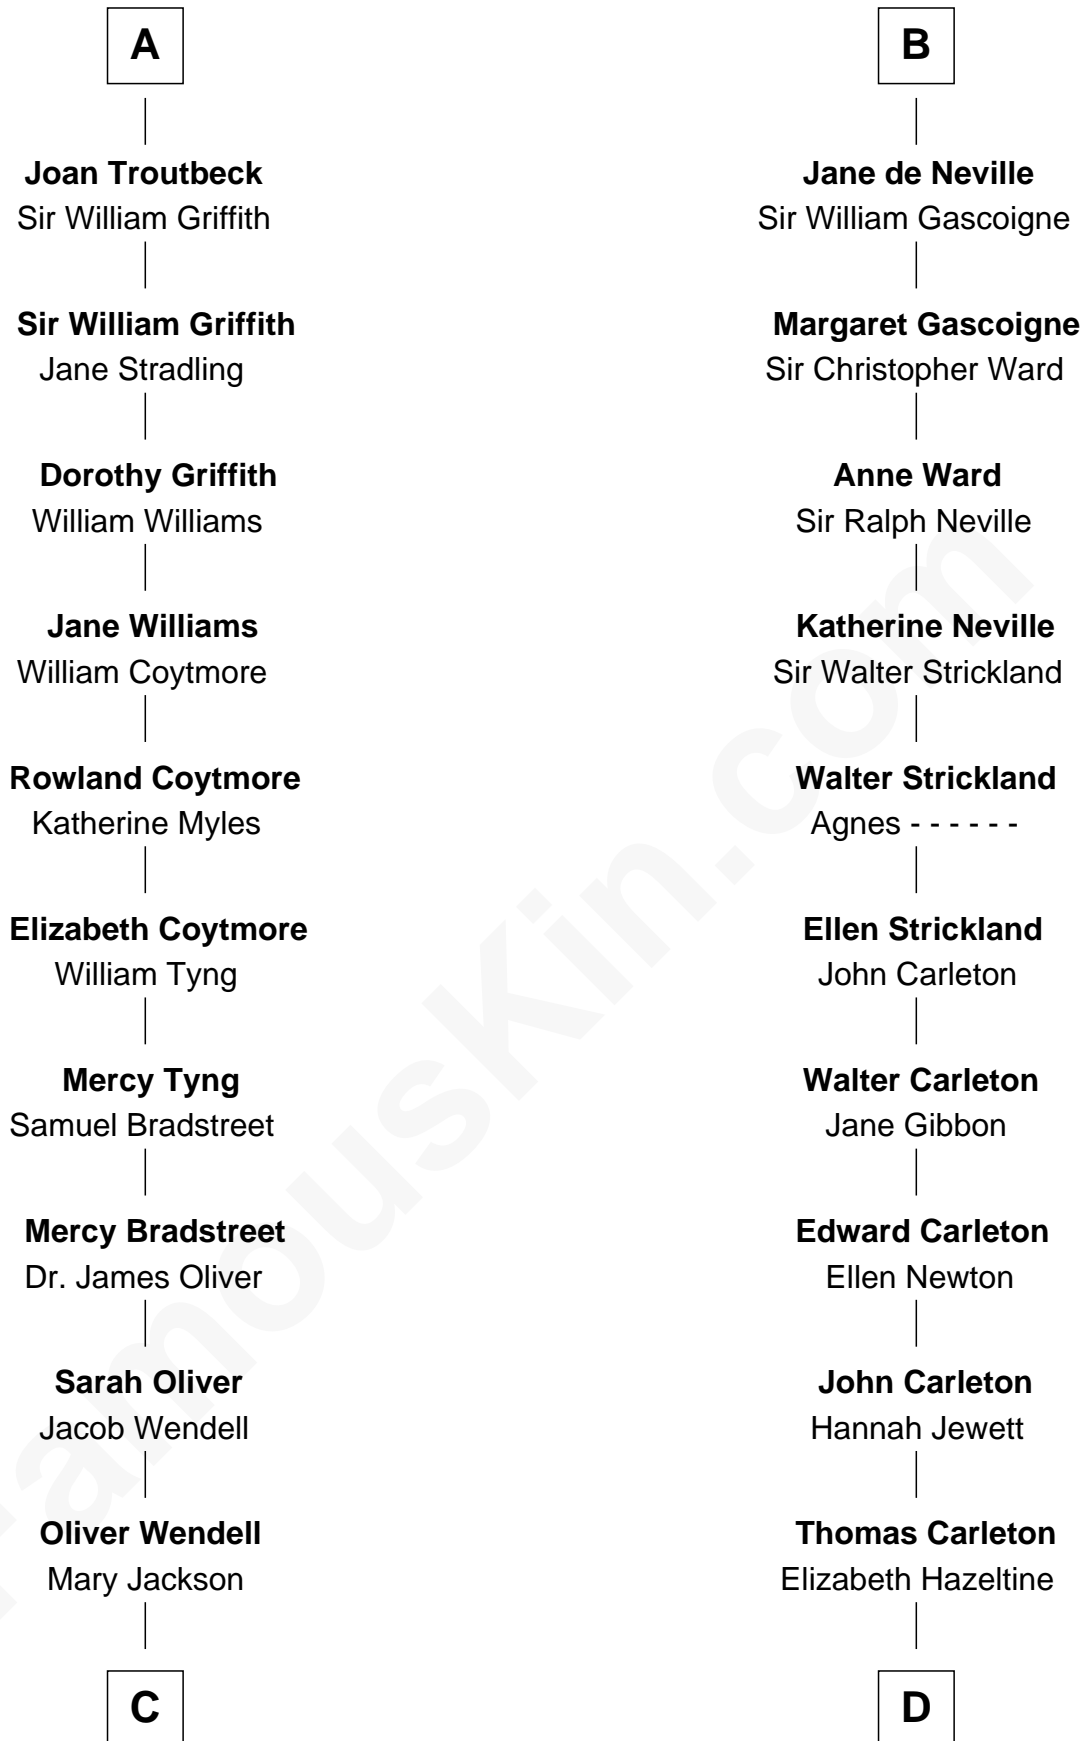 A
Joan Troutbeck
Sir William Griffith
Sir William Griffith
Jane Stradling
Dorothy Griffith
William Williams
Jane Williams
William Coytmore
Rowland Coytmore
Katherine Myles
Elizabeth Coytmore
William Tyng
Mercy Tyng
Samuel Bradstreet
Mercy Bradstreet
Dr. James Oliver
Sarah Oliver
Jacob Wendell
Oliver Wendell
Mary Jackson
C
B
Jane de Neville
Sir William Gascoigne
Margaret Gascoigne
Sir Christopher Ward
Anne Ward
Sir Ralph Neville
Katherine Neville
Sir Walter Strickland
Walter Strickland
Agnes - - - - - -
Ellen Strickland
John Carleton
Walter Carleton
Jane Gibbon
Edward Carleton
Ellen Newton
John Carleton
Hannah Jewett
Thomas Carleton
Elizabeth Hazeltine
D
FamousKin.com